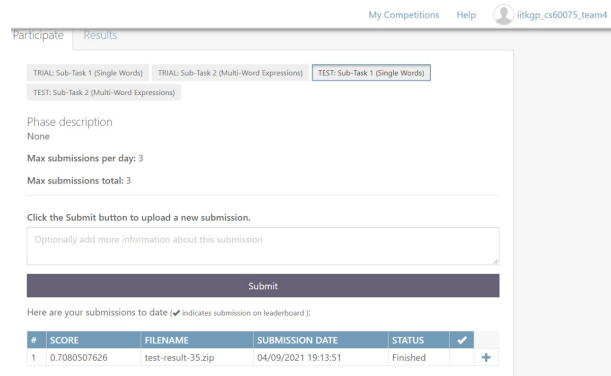 My Competitions Help iitkgp_cs60075_team4
Participate Results
TRIAL: Sub-Task 1 (Single Words) TRIAL: Sub-Task 2 (Multi-Word Expressions) TEST: Sub-Task 1 (Single Words)
TEST: Sub-Task 2 (Multi-Word Expressions)
Phase description
None
Max submissions per day: 3
Max submissions total: 3
Click the Submit button to upload a new submission.
Optionally add more information about this submission
Submit
Here are your submissions to date (✔ indicates submission on leaderboard ):
# SCORE FILENAME SUBMISSION DATE STATUS ✔
1 0.7080507626 test-result-35.zip 04/09/2021 19:13:51 Finished +